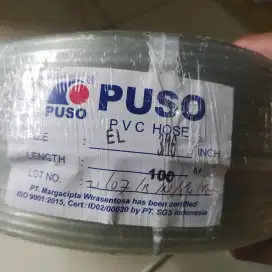 PUSO
PUSO
PVC HOSE
EL INCH
LENGTH : 100 M
LOT NO. :
PT. Margacipta Wirasentosa has been certified
ISO 9001:2015, Cert : ID02/00020 by PT. SGS Indonesia